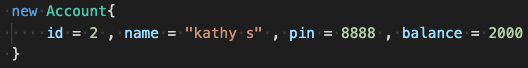 new Account{
id = 2 , name = "kathy s" , pin = 8888 , balance = 2000
}